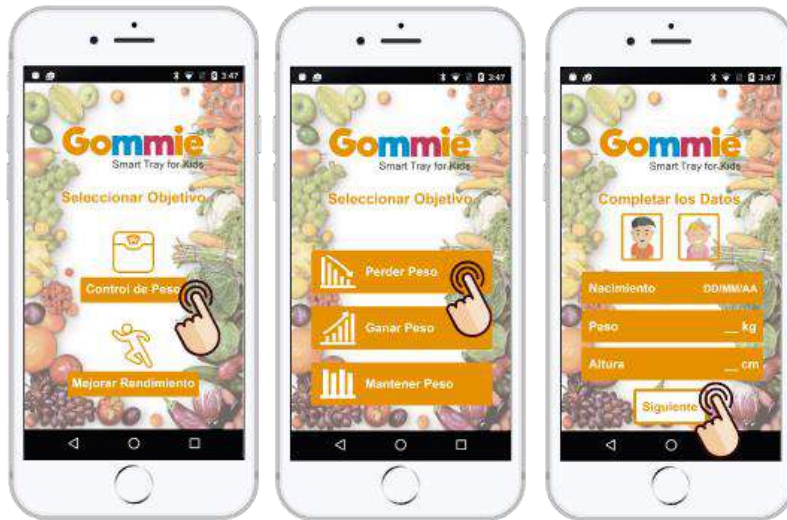 3:47
Gommie
Smart Tray for Kids
Seleccionar Objetivo
Control de Peso
Mejorar Rendimiento
3:47
Gommie
Smart Tray for Kids
Seleccionar Objetivo
Perder Peso
Ganar Peso
Mantener Peso
3:47
Gommie
Smart Tray for Kids
Completar los Datos
Nacimiento DD/MM/AA
Peso __ kg
Altura __ cm
Siguiente